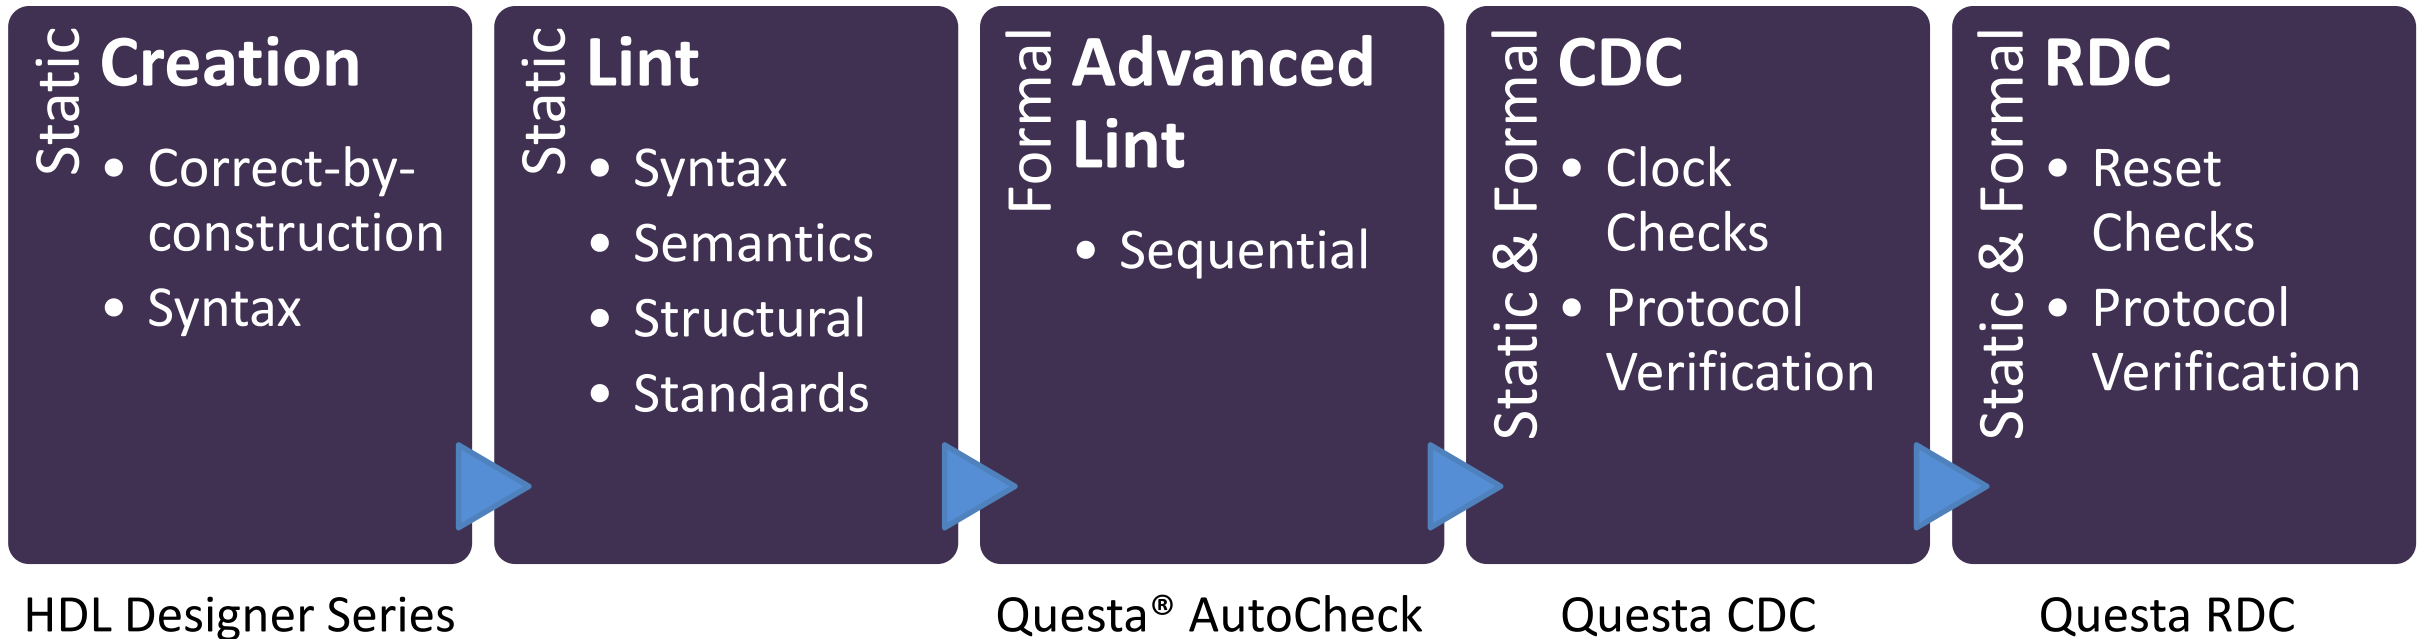 Static
Creation
• Correct-by-
construction
• Syntax
Static
Lint
• Syntax
• Semantics
• Structural
• Standards
Formal
Advanced
Lint
• Sequential
Static & Formal
CDC
• Clock
Checks
• Protocol
Verification
Static & Formal
RDC
• Reset
Checks
• Protocol
Verification
HDL Designer Series
Questa® AutoCheck
Questa CDC
Questa RDC